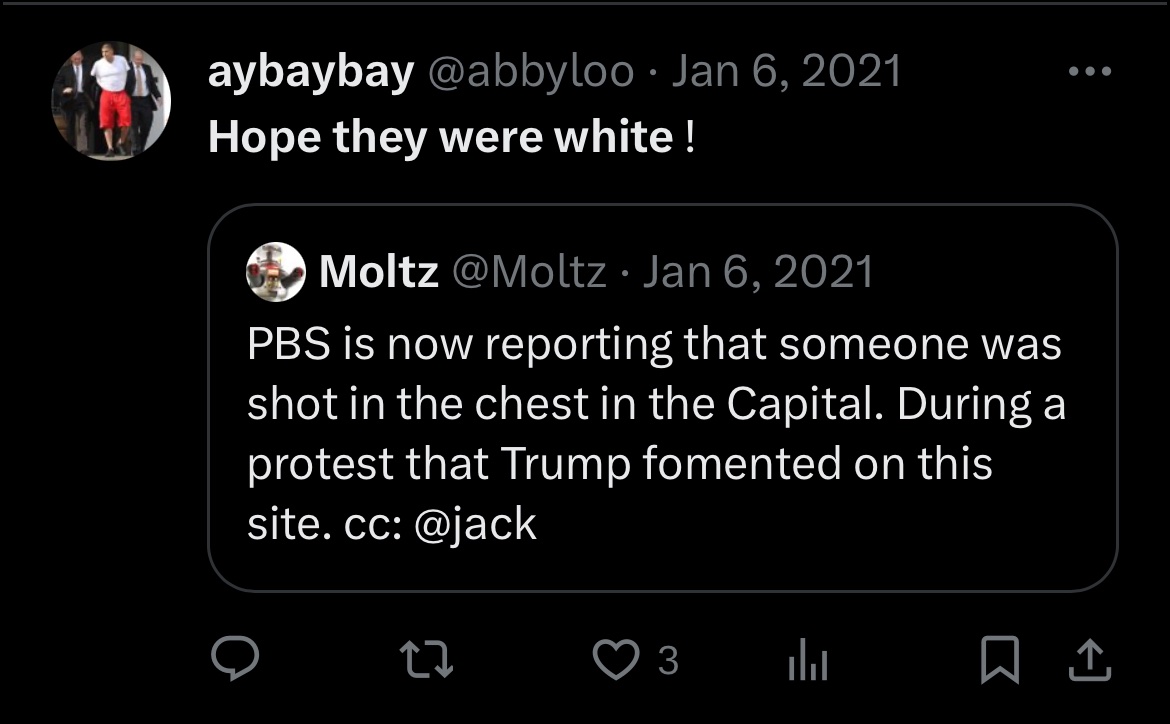 aybaybay @abbyloo · Jan 6, 2021
Hope they were white !
Moltz @Moltz · Jan 6, 2021
PBS is now reporting that someone was
shot in the chest in the Capital. During a
protest that Trump fomented on this
site. cc: @jack
3